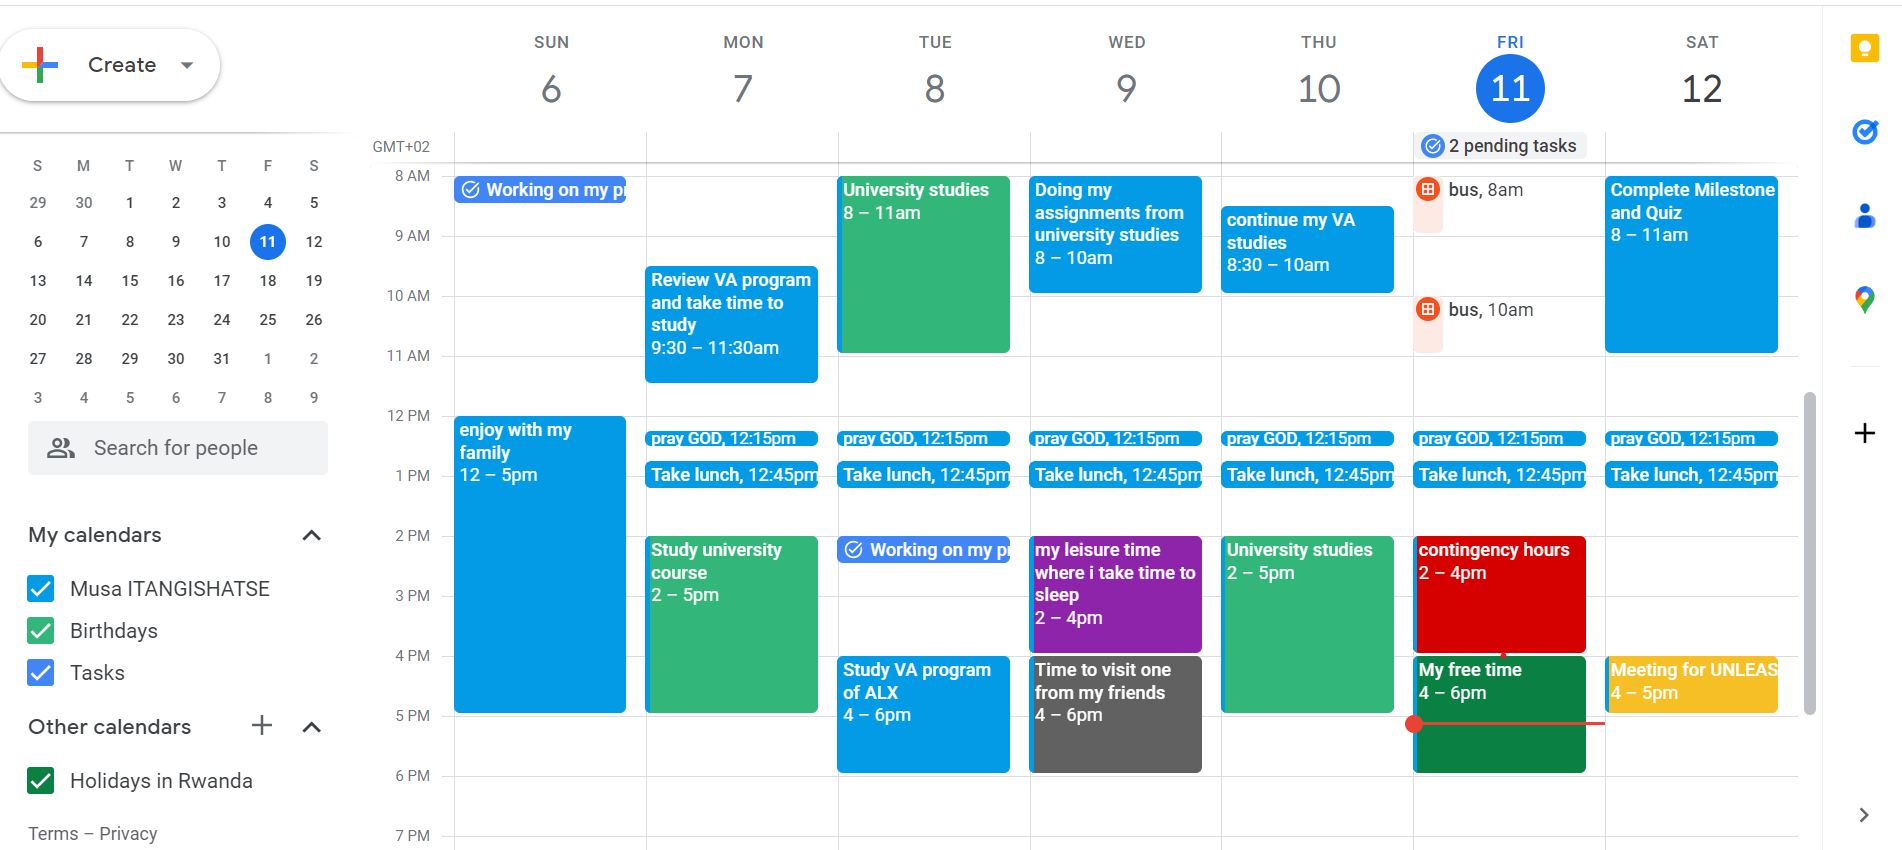 Create
SUN
MON
TUE
WED
THU
FRI
SAT
6
7
8
9
10
11
12
GMT+02
2 pending tasks
S M T W T F S
29 30 1 2 3 4 5
6 7 8 9 10 11 12
13 14 15 16 17 18 19
20 21 22 23 24 25 26
27 28 29 30 31 1 2
3 4 5 6 7 8 9
Search for people
My calendars
Musa ITANGISHATSE
Birthdays
Tasks
Other calendars
Holidays in Rwanda
Terms – Privacy
8 AM
9 AM
10 AM
11 AM
12 PM
1 PM
2 PM
3 PM
4 PM
5 PM
6 PM
7 PM
Working on my pr
enjoy with my
family
12 – 5pm
Review VA program
and take time to
study
9:30 – 11:30am
pray GOD, 12:15pm
Take lunch, 12:45pm
Study university
course
2 – 5pm
University studies
8 – 11am
pray GOD, 12:15pm
Take lunch, 12:45pm
Working on my pr
Study VA program
of ALX
4 – 6pm
Doing my
assignments from
university studies
8 – 10am
pray GOD, 12:15pm
Take lunch, 12:45pm
my leisure time
where i take time to
sleep
2 – 4pm
Time to visit one
from my friends
4 – 6pm
continue my VA
studies
8:30 – 10am
pray GOD, 12:15pm
Take lunch, 12:45pm
University studies
2 – 5pm
bus, 8am
bus, 10am
pray GOD, 12:15pm
Take lunch, 12:45pm
contingency hours
2 – 4pm
My free time
4 – 6pm
Complete Milestone
and Quiz
8 – 11am
pray GOD, 12:15pm
Take lunch, 12:45pm
Meeting for UNLEAS
4 – 5pm